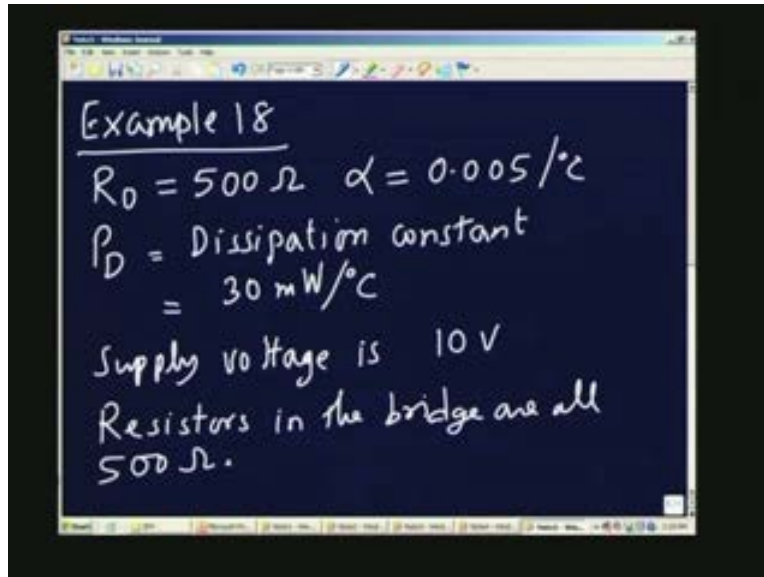 Example 18
R₀ = 500 Ω α = 0.005/°C
P_D = Dissipation constant
= 30 mW/°C
Supply voltage is 10 V
Resistors in the bridge are all
500 Ω.